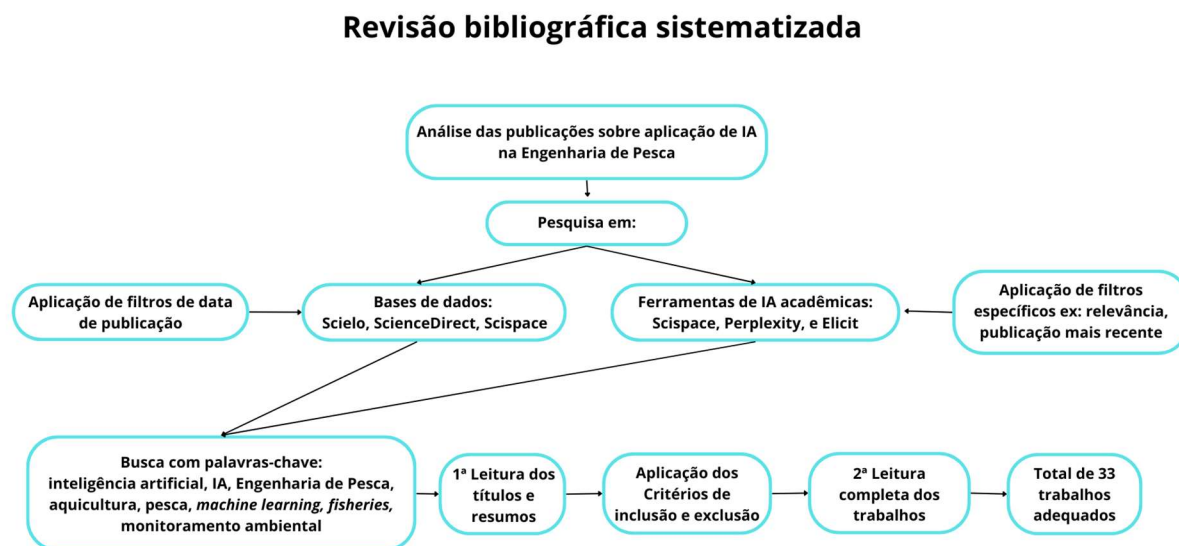 Revisão bibliográfica sistematizada
Análise das publicações sobre aplicação de IA
na Engenharia de Pesca
Pesquisa em:
Aplicação de filtros de data
de publicação
Bases de dados:
Scielo, ScienceDirect, Scispace
Ferramentas de IA acadêmicas:
Scispace, Perplexity, e Elicit
Aplicação de filtros
específicos ex: relevância,
publicação mais recente
Busca com palavras-chave:
inteligência artificial, IA, Engenharia de Pesca,
aquicultura, pesca, machine learning, fisheries,
monitoramento ambiental
1ª Leitura dos
títulos e
resumos
Aplicação dos
Critérios de
inclusão e exclusão
2ª Leitura
completa dos
trabalhos
Total de 33
trabalhos
adequados